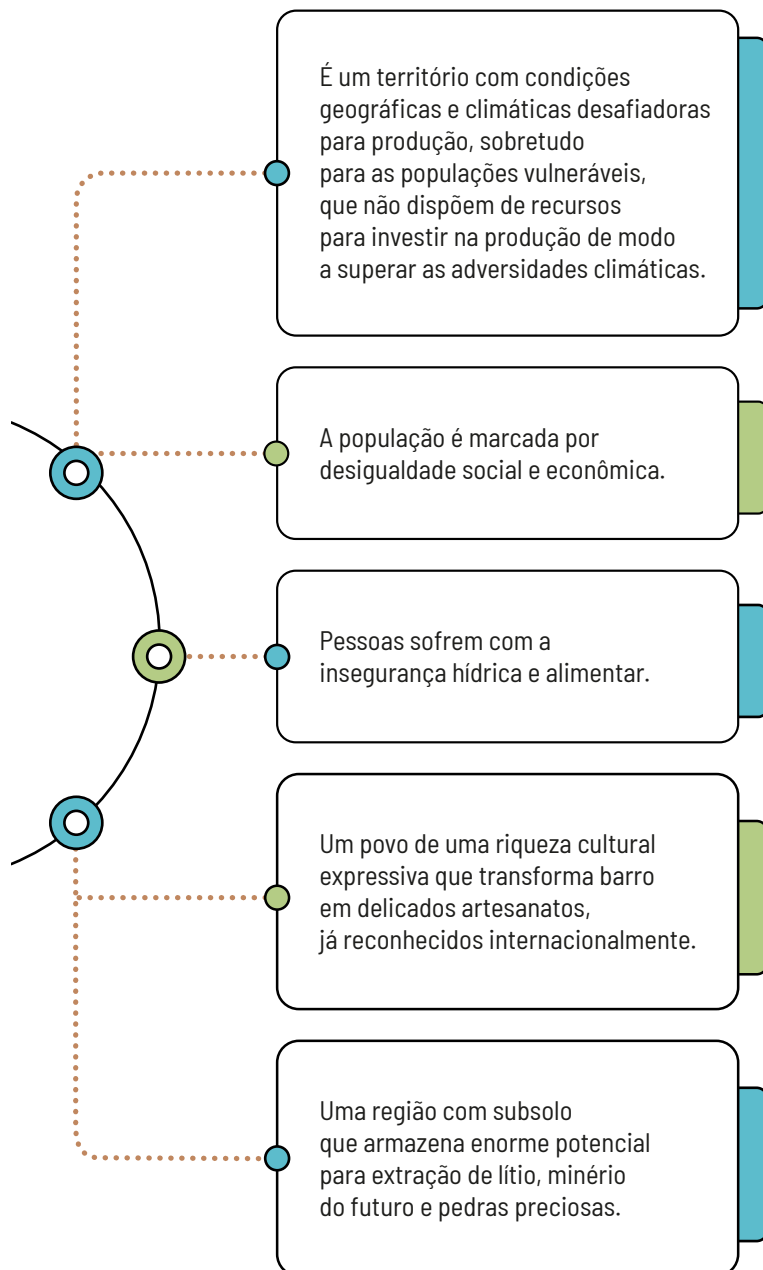 É um território com condições
geográficas e climáticas desafiadoras
para produção, sobretudo
para as populações vulneráveis,
que não dispõem de recursos
para investir na produção de modo
a superar as adversidades climáticas.
A população é marcada por
desigualdade social e econômica.
Pessoas sofrem com a
insegurança hídrica e alimentar.
Um povo de uma riqueza cultural
expressiva que transforma barro
em delicados artesanatos,
já reconhecidos internacionalmente.
Uma região com subsolo
que armazena enorme potencial
para extração de lítio, minério
do futuro e pedras preciosas.